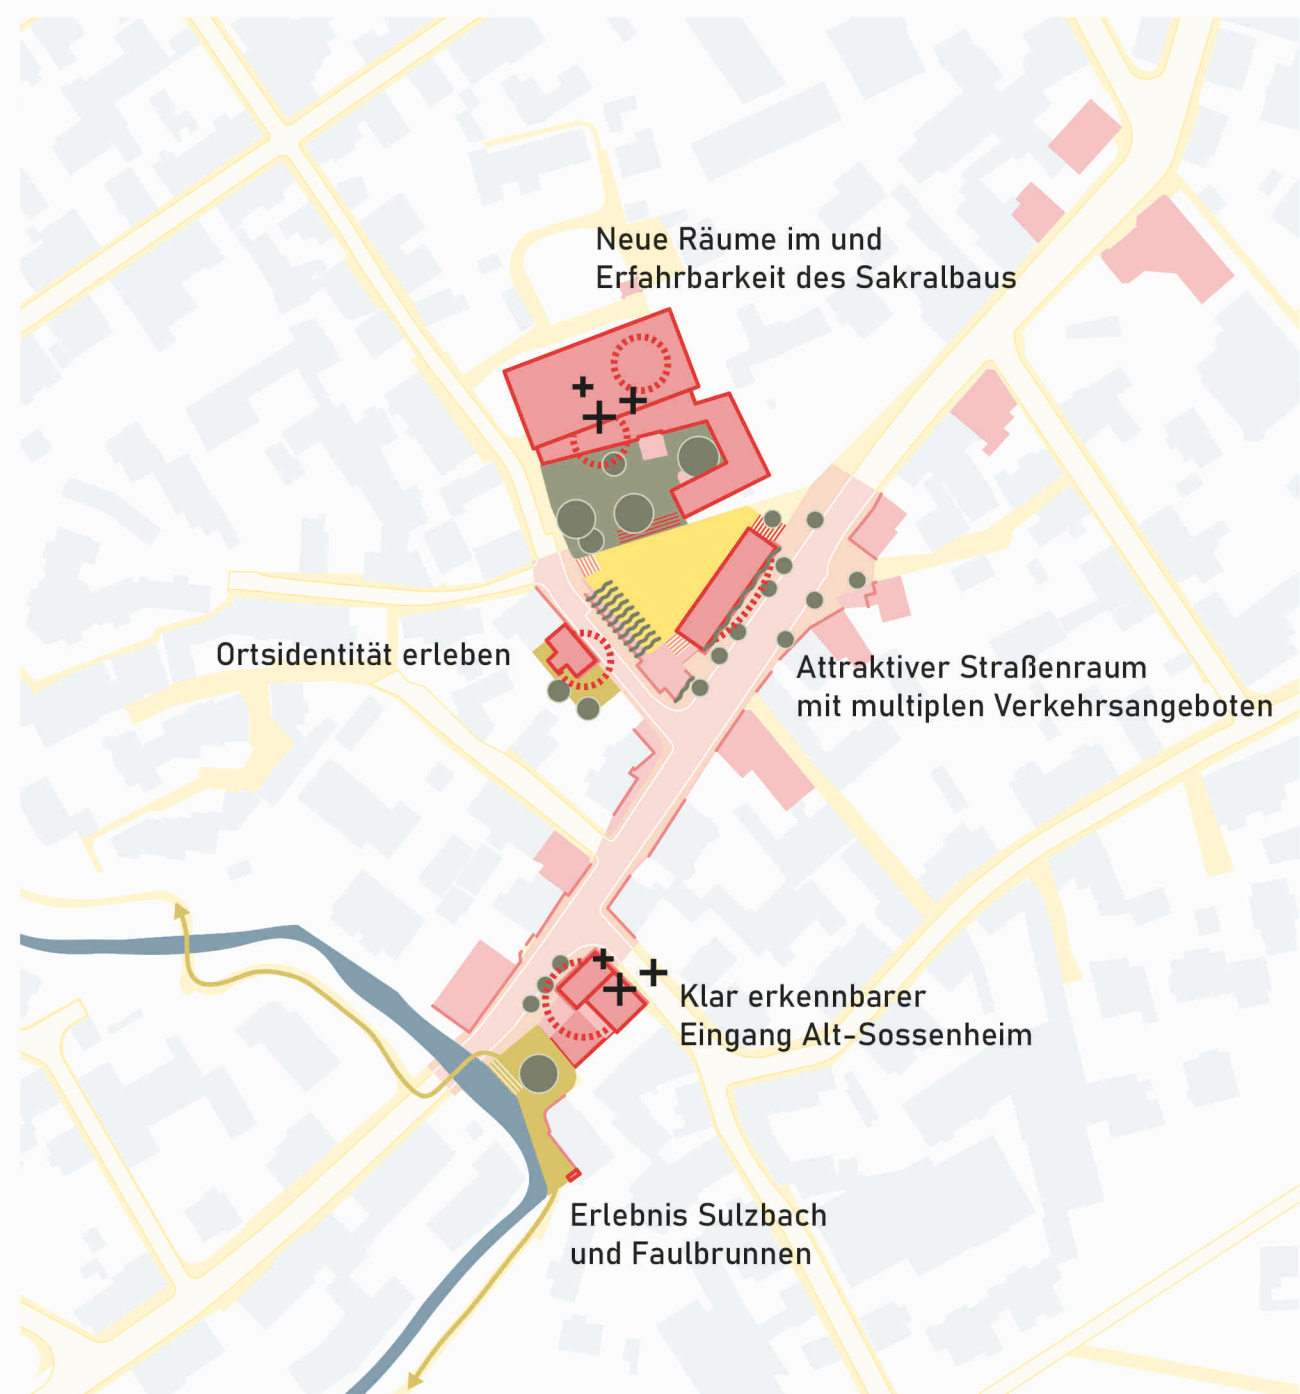 Neue Räume im und
Erfahrbarkeit des Sakralbaus
Ortsidentität erleben
Attraktiver Straßenraum
mit multiplen Verkehrsangeboten
Klar erkennbarer
Eingang Alt-Sossenheim
Erlebnis Sulzbach
und Faulbrunnen